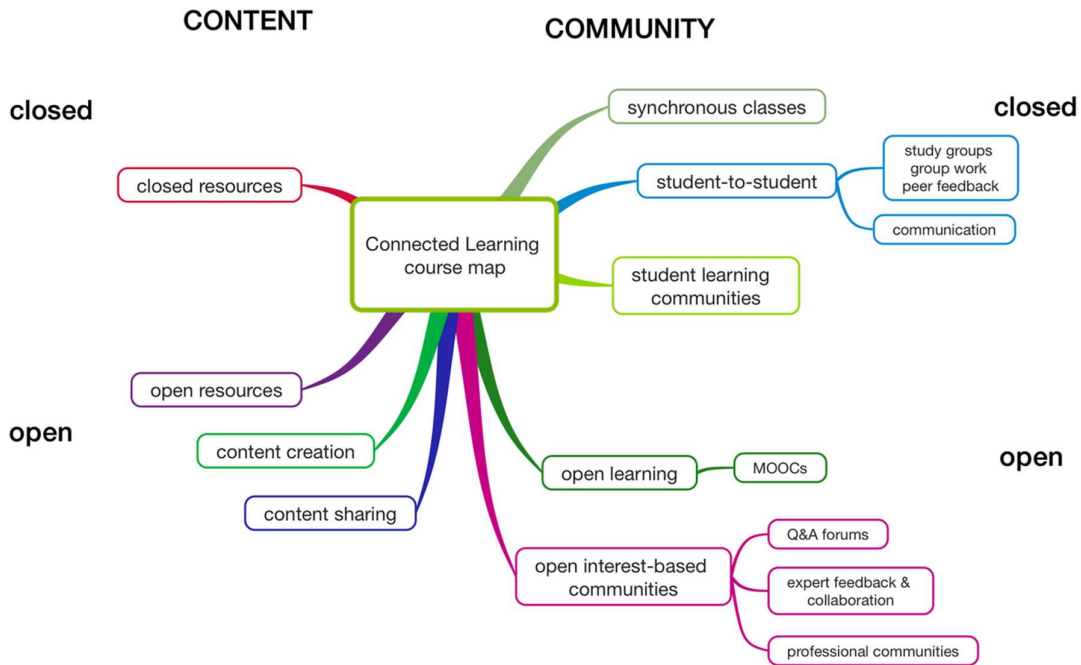 CONTENT
COMMUNITY
closed
closed
synchronous classes
closed resources
student-to-student
study groups
group work
peer feedback
communication
Connected Learning
course map
student learning
communities
open resources
open
content creation
content sharing
open learning
MOOCs
open
open interest-based
communities
Q&A forums
expert feedback &
collaboration
professional communities